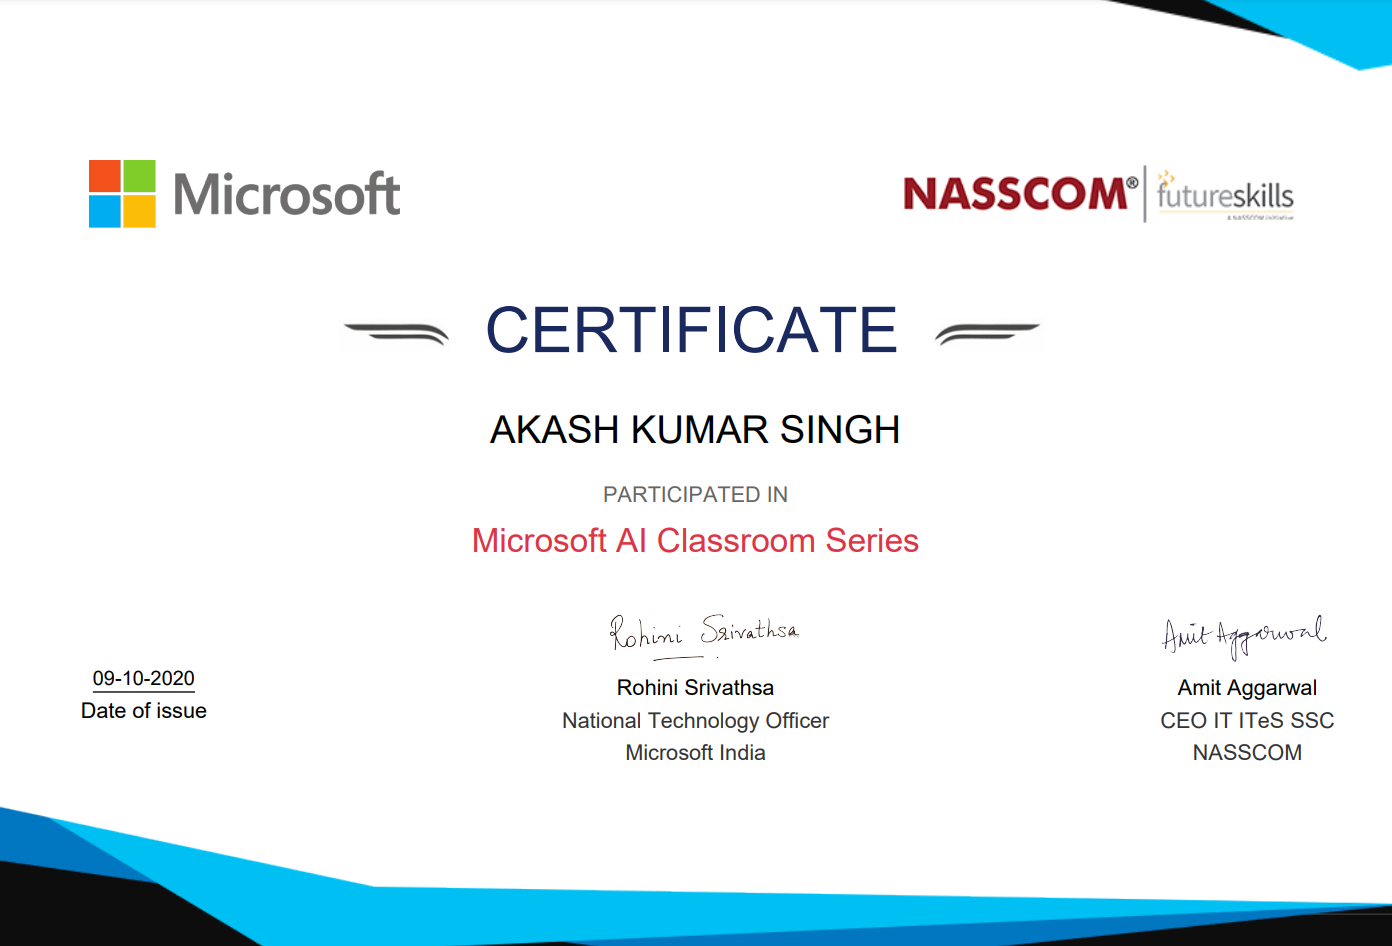 Microsoft
NASSCOM® futureskills
A NASSCOM Initiative
CERTIFICATE
AKASH KUMAR SINGH
PARTICIPATED IN
Microsoft AI Classroom Series
Rohini Srivathsa
Amit Aggarwal
09-10-2020
Date of issue
Rohini Srivathsa
National Technology Officer
Microsoft India
Amit Aggarwal
CEO IT ITeS SSC
NASSCOM